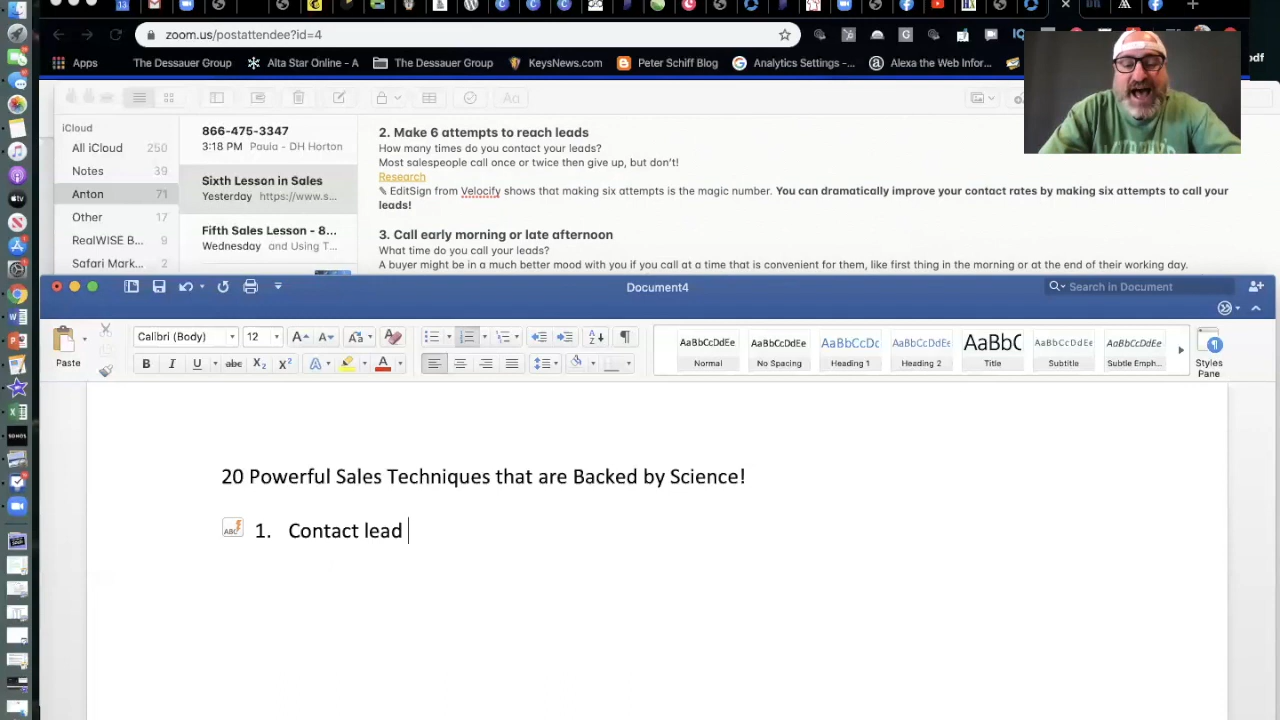 zoom.us/postattendee?id=4
Apps
The Dessauer Group
Alta Star Online - A
The Dessauer Group
KeysNews.com
Peter Schiff Blog
Analytics Settings -...
Alexa the Web Infor...
pdf
Aa
iCloud
All iCloud 250
Notes 39
Anton 71
Other 17
RealWISE B... 9
Safari Mark... 2
866-475-3347
3:18 PM Paula - DH Horton
Sixth Lesson in Sales
Yesterday https://www.s...
Fifth Sales Lesson - 8...
Wednesday and Using T...
2. Make 6 attempts to reach leads
How many times do you contact your leads?
Most salespeople call once or twice then give up, but don't!
Research
✎ EditSign from Velocify shows that making six attempts is the magic number. You can dramatically improve your contact rates by making six attempts to call your
leads!
3. Call early morning or late afternoon
What time do you call your leads?
A buyer might be in a much better mood with you if you call at a time that is convenient for them, like first thing in the morning or at the end of their working day.
Document4
Search in Document
Paste
Calibri (Body)
12
AaBbCcDdEe
Normal
AaBbCcDdEe
No Spacing
AaBbCcDc
Heading 1
AaBbCcDdEe
Heading 2
AaBbC
Title
AaBbCcDdEe
Subtitle
AaBbCcDdEe
Subtle Emph...
Styles
Pane
SONOS
20 Powerful Sales Techniques that are Backed by Science!
1. Contact lead